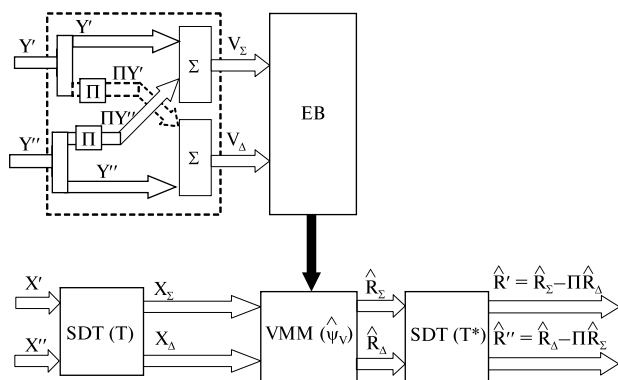 Y′
Y′
V_Σ
Σ
ΠY′
Π
EB
ΠY′′
Y′′
Π
Σ
V_Δ
Y′′
X′
X_Σ
R̂_Σ
R̂′ = R̂_Σ–ΠR̂_Δ
SDT (T)
VMM (ψ̂_V)
SDT (T*)
X′′
X_Δ
R̂_Δ
R̂′′ = R̂_Δ–ΠR̂_Σ